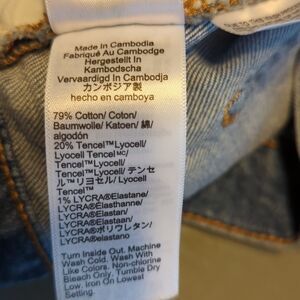 Made In Cambodia
Fabriqué Au Cambodge
Hergestellt In
Kambodscha
Vervaardigd In Cambodja
カンボジア製
hecho en camboya
79% Cotton/ Coton/
Baumwolle/ Katoen/ 綿/
algodón
20% Tencel™Lyocell/
Lyocell Tencelᴹᶜ/
Tencel™Lyocell/
Tencel™Lyocell/ テンセ
ル™リヨセル/ Lyocell
Tencel™
1% LYCRA®Elastane/
LYCRA®Élasthanne/
LYCRA®Elastan/
LYCRA®Elastaan/
LYCRA®ポリウレタン/
LYCRA®elastano
Turn Inside Out. Machine
Wash Cold. Wash With
Like Colors. Non-chlorine
Bleach Only. Tumble Dry
Low. Iron On Lowest